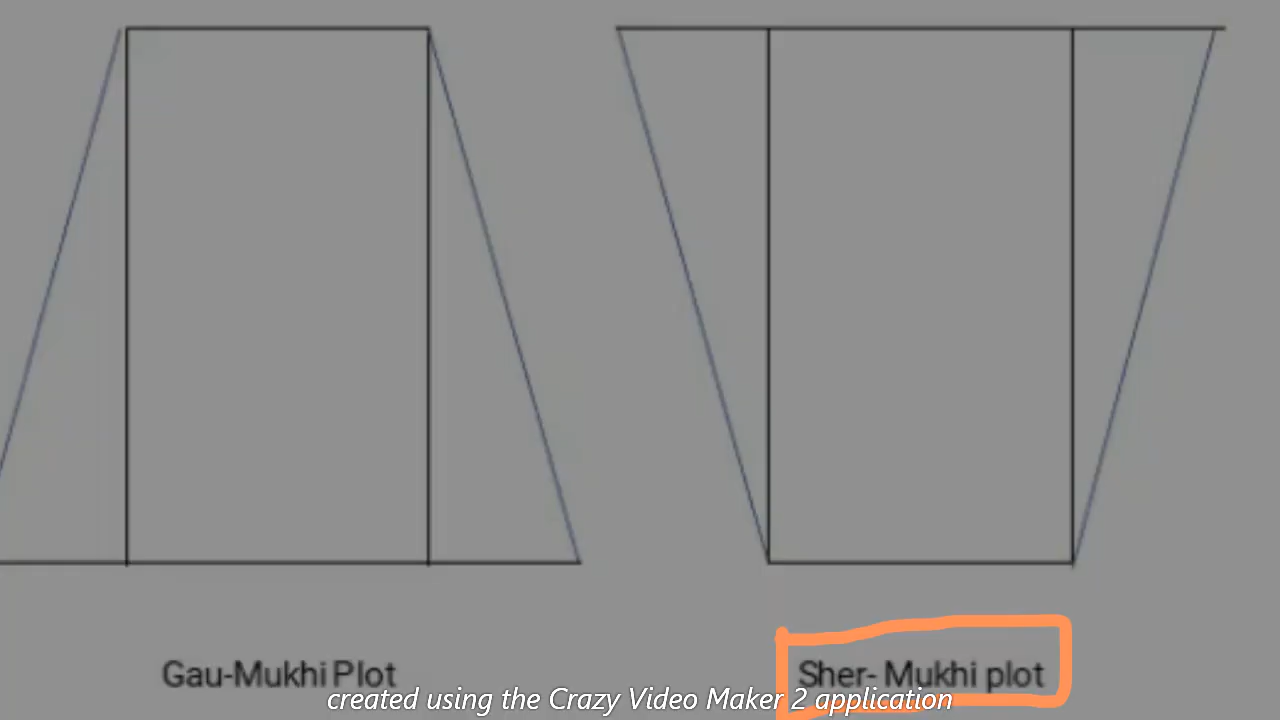 Gau-Mukhi Plot
Sher- Mukhi plot
created using the Crazy Video Maker 2 application